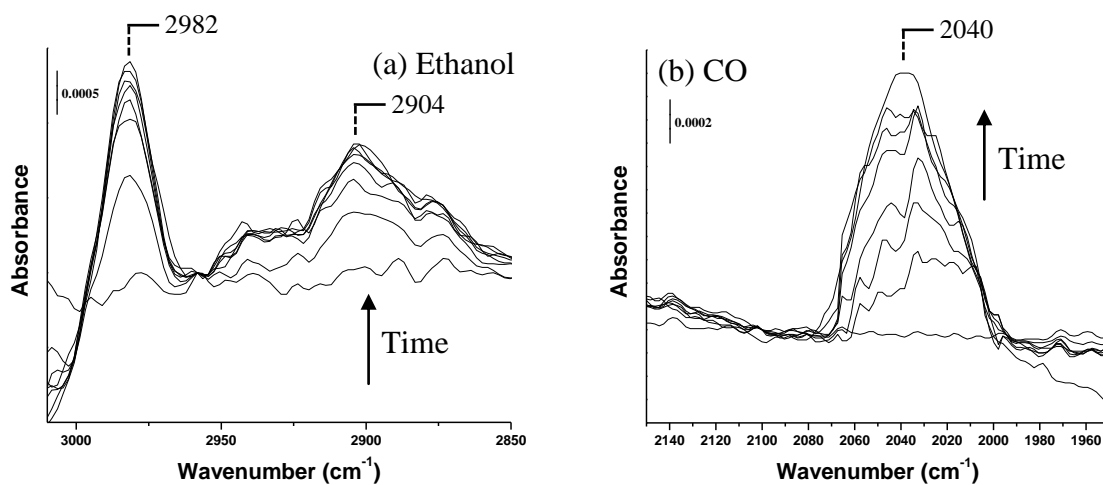 2982
(a) Ethanol
0.0005
2904
Time
Absorbance
3000 2950 2900 2850
Wavenumber (cm-1)
2040
(b) CO
0.0002
Time
Absorbance
2140 2120 2100 2080 2060 2040 2020 2000 1980 1960
Wavenumber (cm-1)